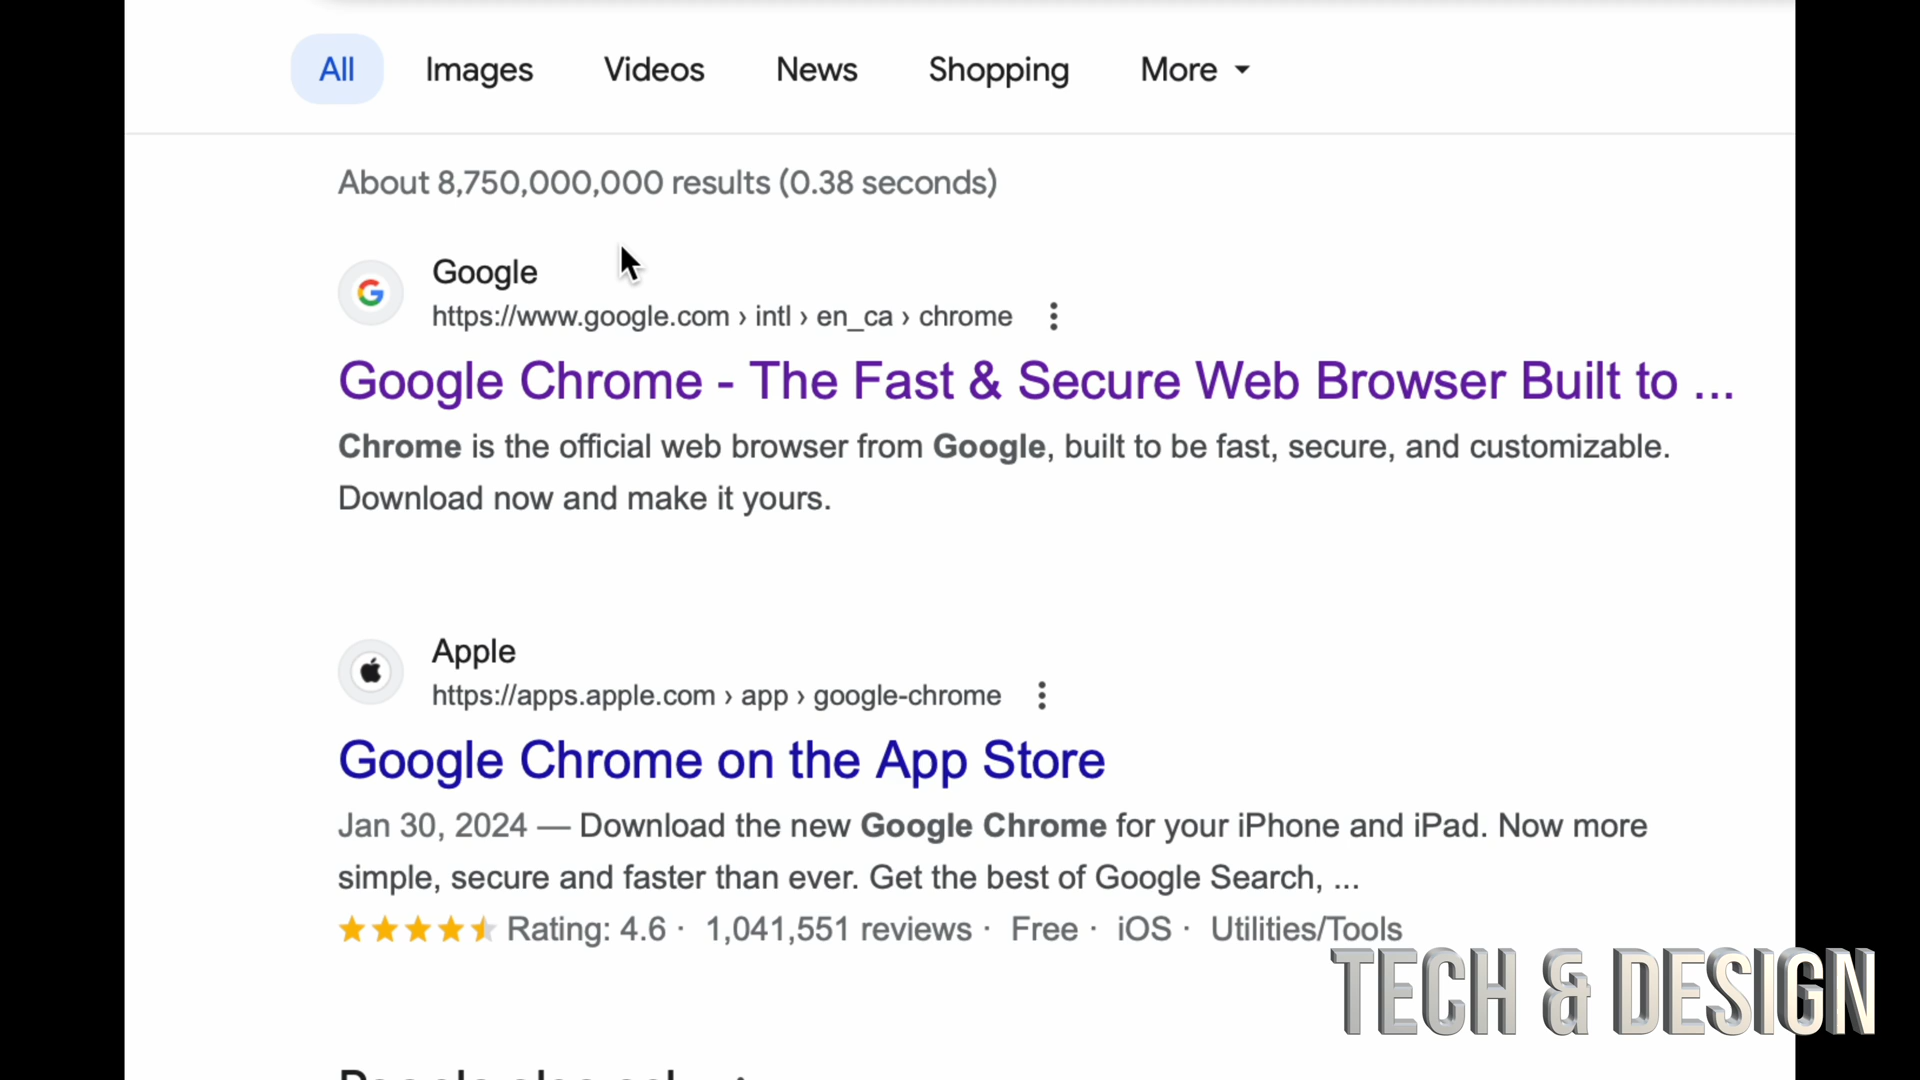 All Images Videos News Shopping More
About 8,750,000,000 results (0.38 seconds)
Google
https://www.google.com › intl › en_ca › chrome
Google Chrome - The Fast & Secure Web Browser Built to ...
Chrome is the official web browser from Google, built to be fast, secure, and customizable.
Download now and make it yours.
Apple
https://apps.apple.com › app › google-chrome
Google Chrome on the App Store
Jan 30, 2024 — Download the new Google Chrome for your iPhone and iPad. Now more
simple, secure and faster than ever. Get the best of Google Search, ...
Rating: 4.6 · 1,041,551 reviews · Free · iOS · Utilities/Tools
TECH & DESIGN